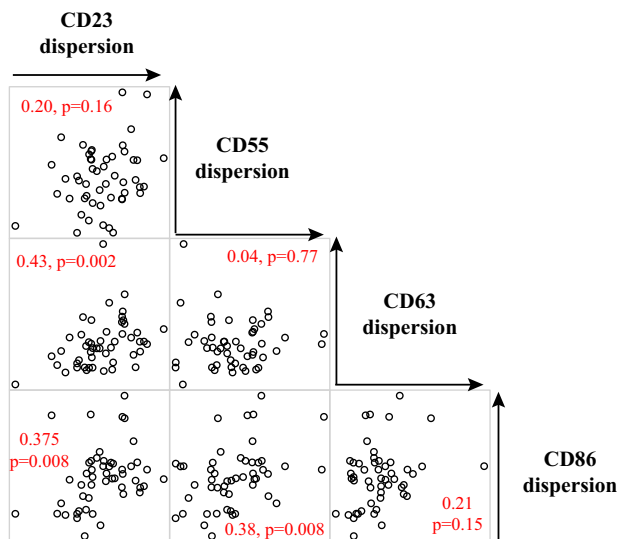 CD23
dispersion
0.20, p=0.16
CD55
dispersion
0.43, p=0.002
0.04, p=0.77
CD63
dispersion
0.375
p=0.008
0.38, p=0.008
0.21
p=0.15
CD86
dispersion